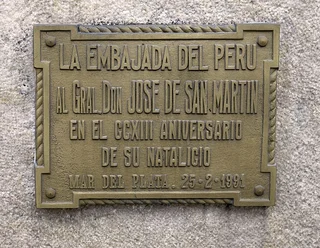 LA EMBAJADA DEL PERU
AL GRAL. DON JOSE DE SAN MARTIN
EN EL CCXIII ANIVERSARIO
DE SU NATALICIO
MAR DEL PLATA. 25-2-1991